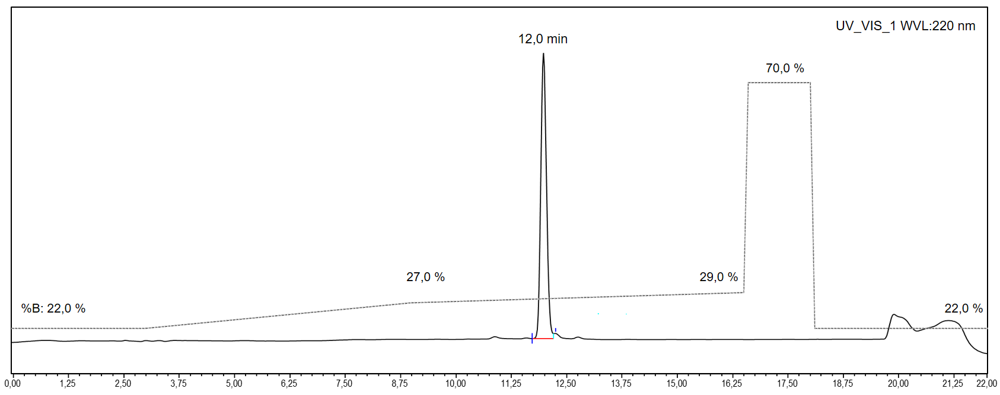 UV_VIS_1 WVL:220 nm
12,0 min
70,0 %
27,0 %
29,0 %
%B: 22,0 %
22,0 %
0,00 1,25 2,50 3,75 5,00 6,25 7,50 8,75 10,00 11,25 12,50 13,75 15,00 16,25 17,50 18,75 20,00 21,25 22,00